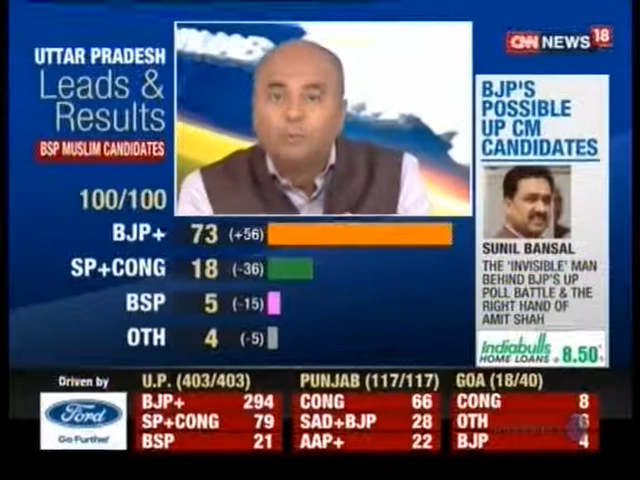 CNN NEWS 18
UTTAR PRADESH
Leads &
Results
BSP MUSLIM CANDIDATES
100/100
BJP+ 73 (+56)
SP+CONG 18 (-36)
BSP 5 (-15)
OTH 4 (-5)
BJP'S
POSSIBLE
UP CM
CANDIDATES
SUNIL BANSAL
THE 'INVISIBLE' MAN
BEHIND BJP'S UP
POLL BATTLE & THE
RIGHT HAND OF
AMIT SHAH
Indiabulls
HOME LOANS @ 8.50%
Driven by
Ford
Go Further
U.P. (403/403)
BJP+ 294
SP+CONG 79
BSP 21
PUNJAB (117/117)
CONG 66
SAD+BJP 28
AAP+ 22
GOA (18/40)
CONG 8
OTH 6
BJP 4